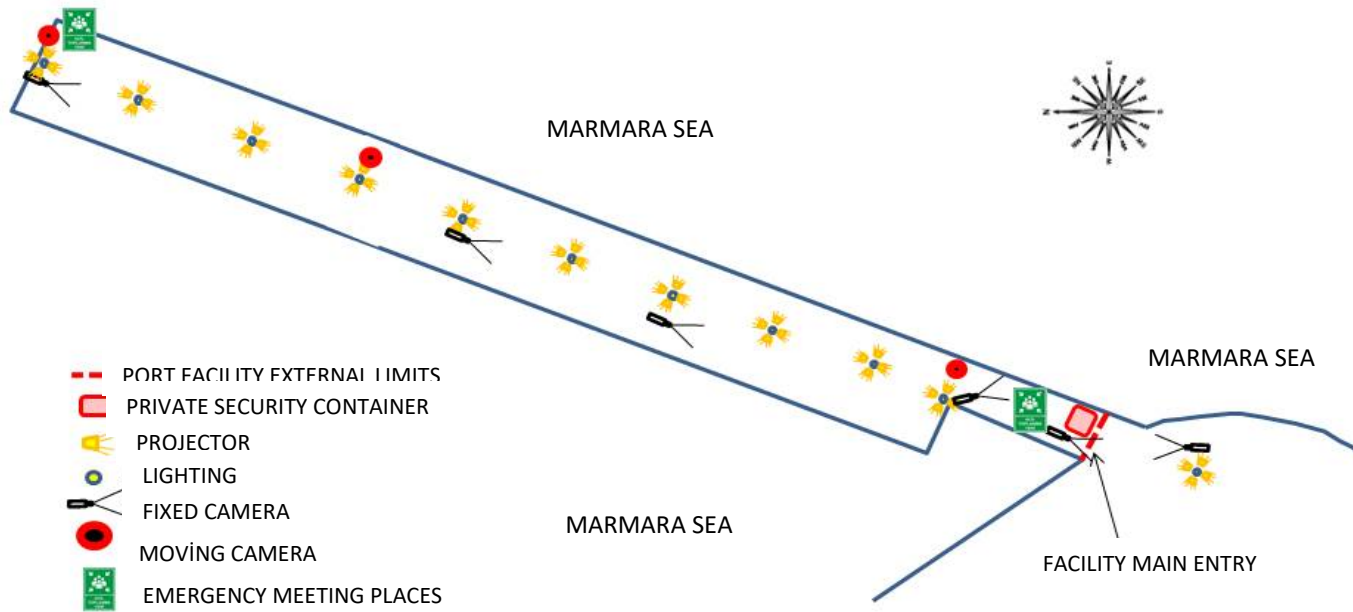 MARMARA SEA
MARMARA SEA
PORT FACILITY EXTERNAL LIMITS
PRIVATE SECURITY CONTAINER
PROJECTOR
LIGHTING
FIXED CAMERA
MARMARA SEA
MOVİNG CAMERA
FACILITY MAIN ENTRY
EMERGENCY MEETING PLACES